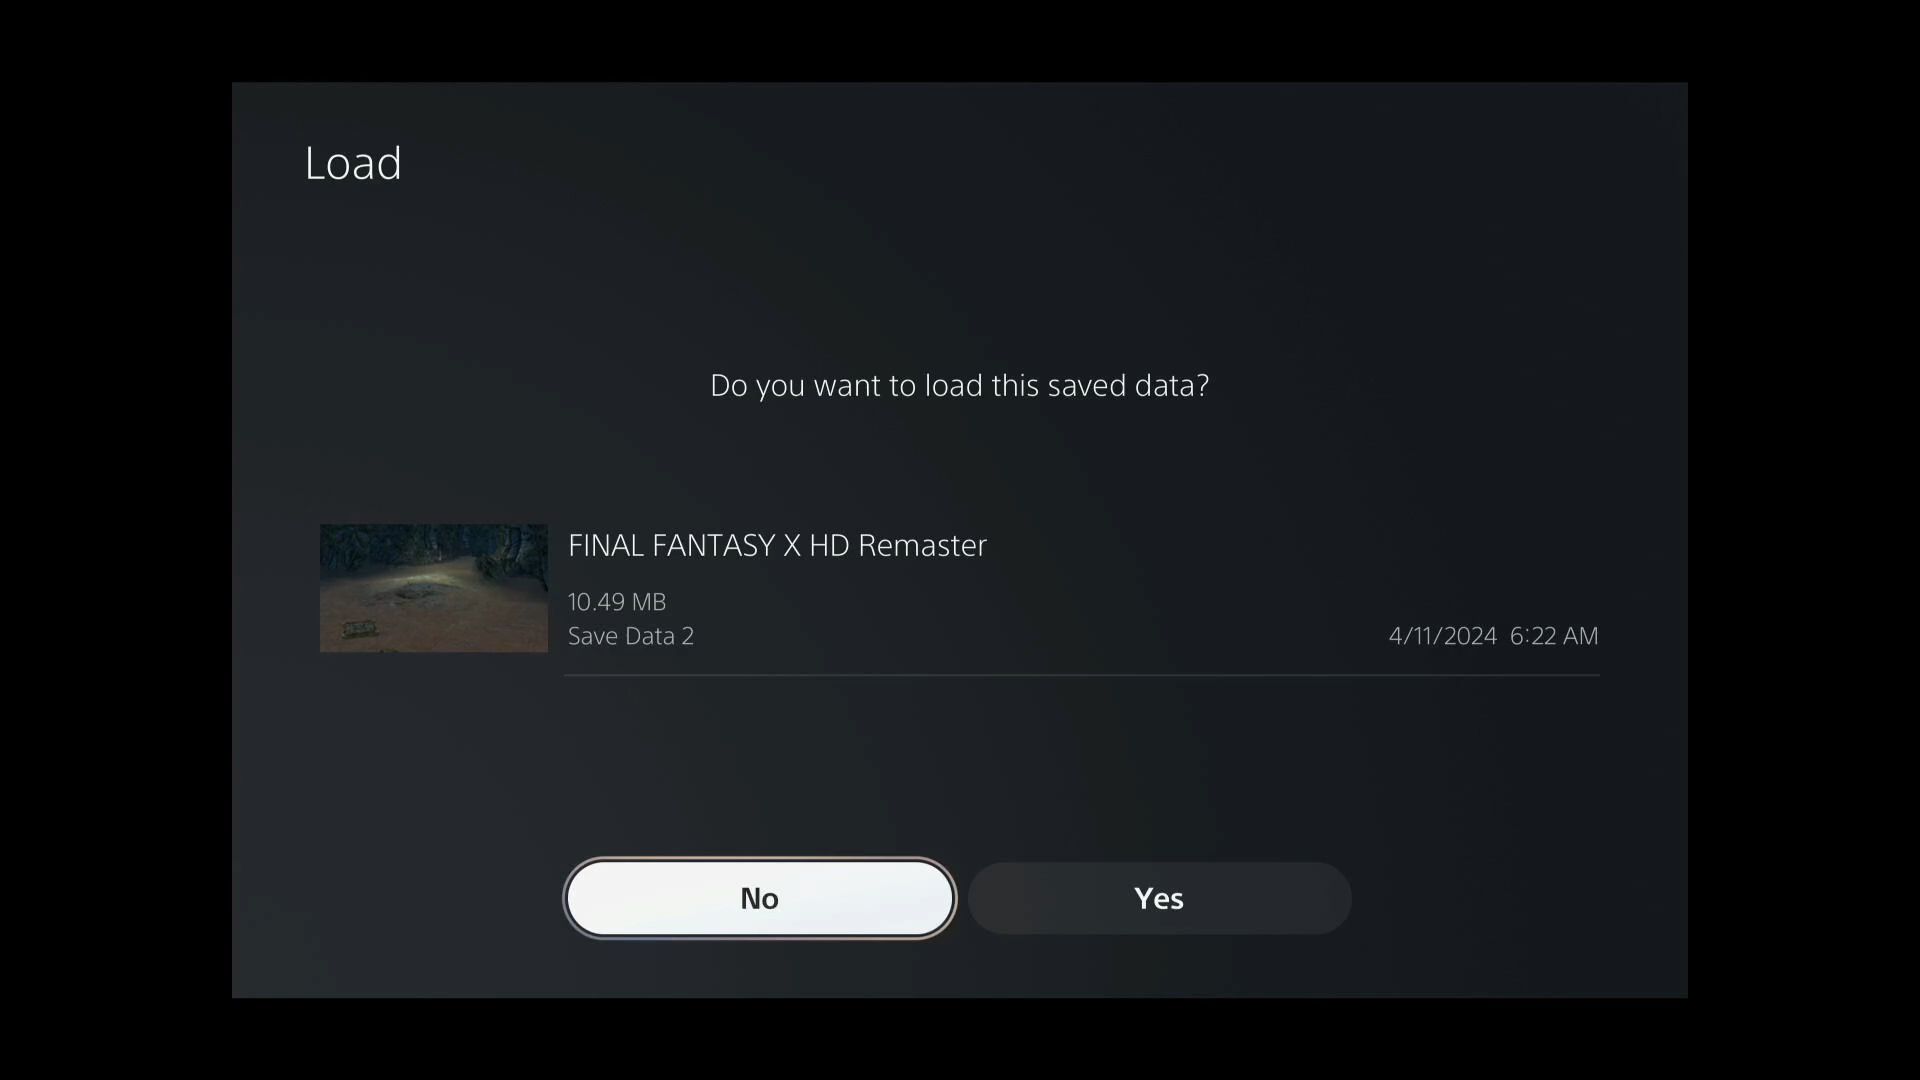 Load
Do you want to load this saved data?
FINAL FANTASY X HD Remaster
10.49 MB
Save Data 2
4/11/2024 6:22 AM
No
Yes